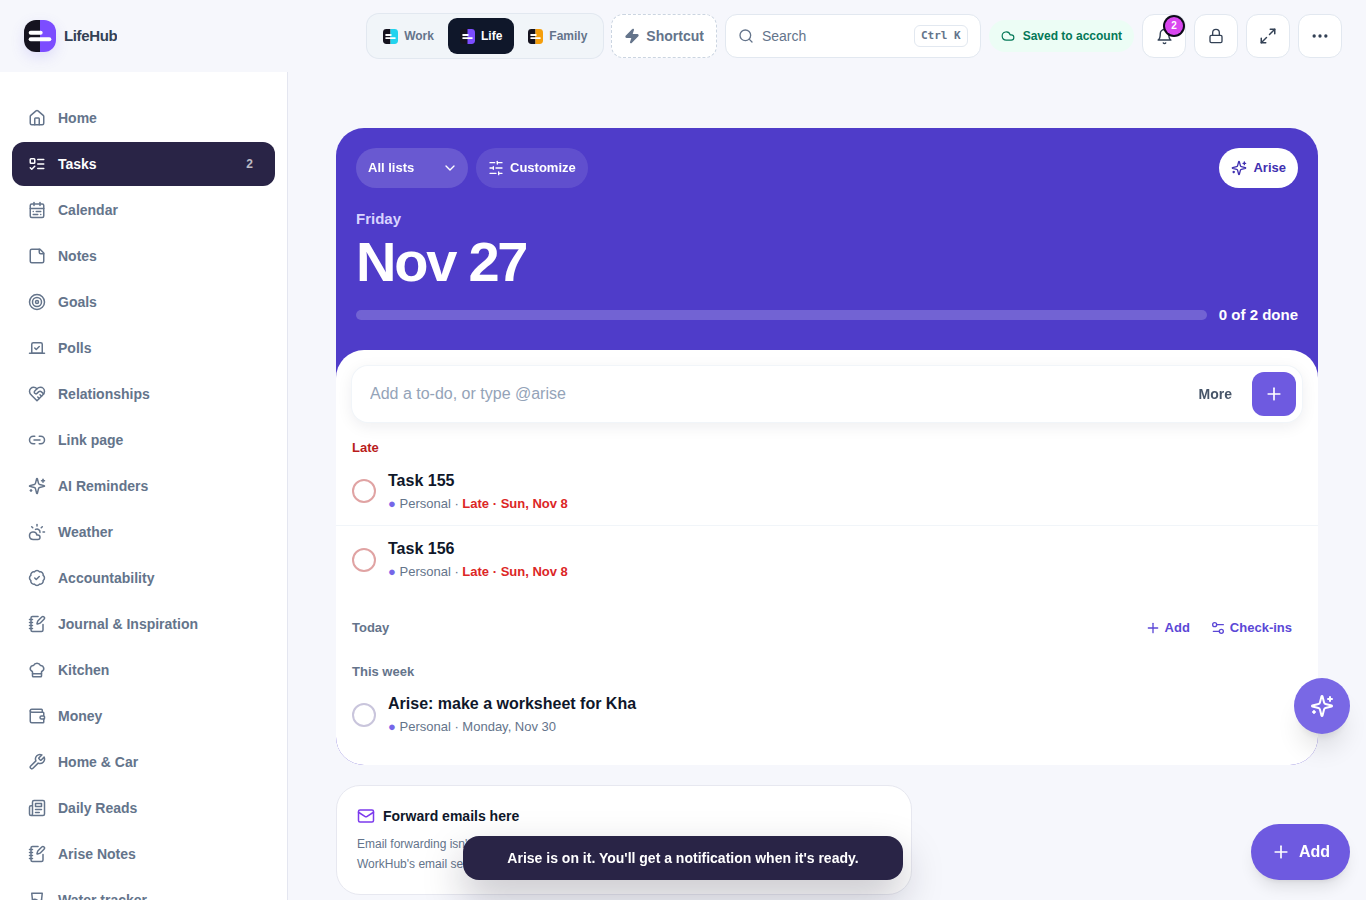 LifeHub
Work
Life
Family
Shortcut
Search
Ctrl K
Saved to account
2
Home
Tasks
2
Calendar
Notes
Goals
Polls
Relationships
Link page
AI Reminders
Weather
Accountability
Journal & Inspiration
Kitchen
Money
Home & Car
Daily Reads
Arise Notes
Water tracker
All lists
Customize
Arise
Friday
Nov 27
0 of 2 done
Add a to-do, or type @arise
More
Late
Task 155
Personal · Late · Sun, Nov 8
Task 156
Personal · Late · Sun, Nov 8
Today
Add
Check-ins
This week
Arise: make a worksheet for Kha
Personal · Monday, Nov 30
Forward emails here
Email forwarding
WorkHub's email
Arise is on it. You'll get a notification when it's ready.
Add